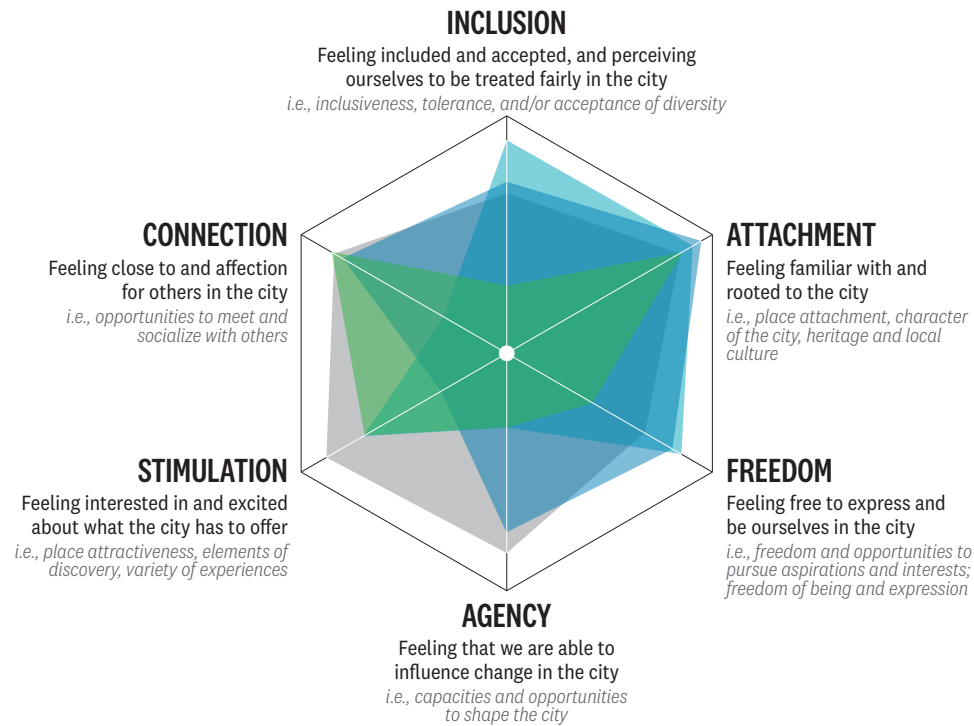 INCLUSION
Feeling included and accepted, and perceiving
ourselves to be treated fairly in the city
i.e., inclusiveness, tolerance, and/or acceptance of diversity
CONNECTION
Feeling close to and affection
for others in the city
i.e., opportunities to meet and
socialize with others
ATTACHMENT
Feeling familiar with and
rooted to the city
i.e., place attachment, character
of the city, heritage and local
culture
STIMULATION
Feeling interested in and excited
about what the city has to offer
i.e., place attractiveness, elements of
discovery, variety of experiences
FREEDOM
Feeling free to express and
be ourselves in the city
i.e., freedom and opportunities to
pursue aspirations and interests;
freedom of being and expression
AGENCY
Feeling that we are able to
influence change in the city
i.e., capacities and opportunities
to shape the city